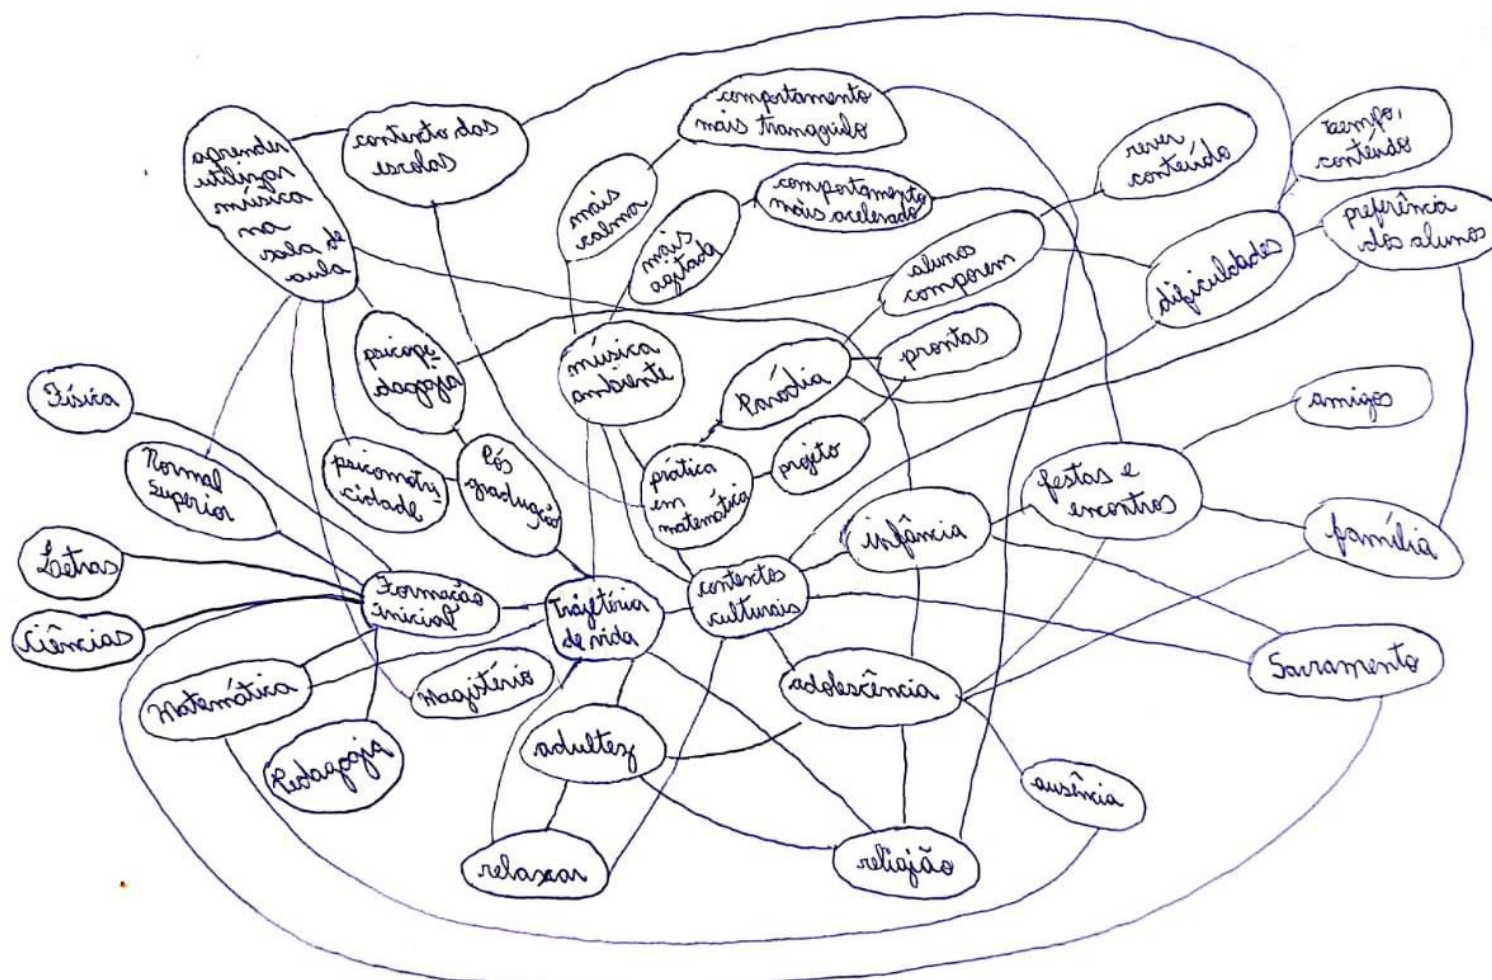 aprender
utilizar
música
na
sala de
aula
contexto das
escolas
comportamento
mais tranquilo
mais
calma
mais
agitada
comportamento
mais acelerado
rever
conteúdo
tempo,
conteúdo
preferência
dos alunos
dificuldades
alunos
comporem
prontas
Paródia
projeto
prática
em
matemática
música
ambiente
psicope
dagogia
psicomotri
cidade
Pós
graduação
Física
Normal
Superior
Letras
Ciências
Matemática
Pedagogia
Formação
inicial
Magistério
Trajetória
de vida
contextos
culturais
infância
festas e
encontros
amigos
família
Sacramento
adolescência
adultez
ausência
relaxar
religião